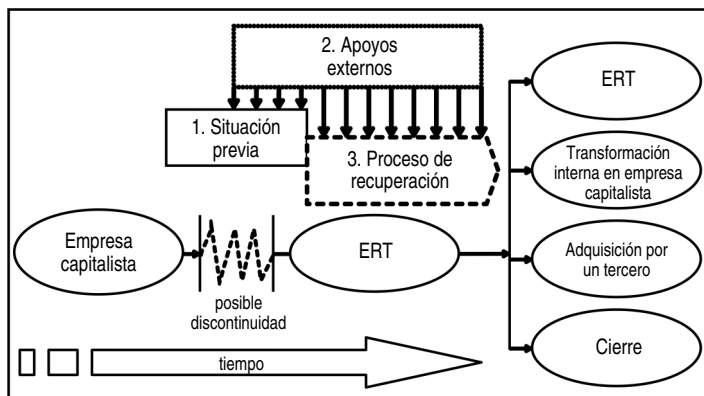 2. Apoyos
externos
1. Situación
previa
3. Proceso de
recuperación
Empresa
capitalista
posible
discontinuidad
ERT
ERT
Transformación
interna en empresa
capitalista
Adquisición por
un tercero
Cierre
tiempo